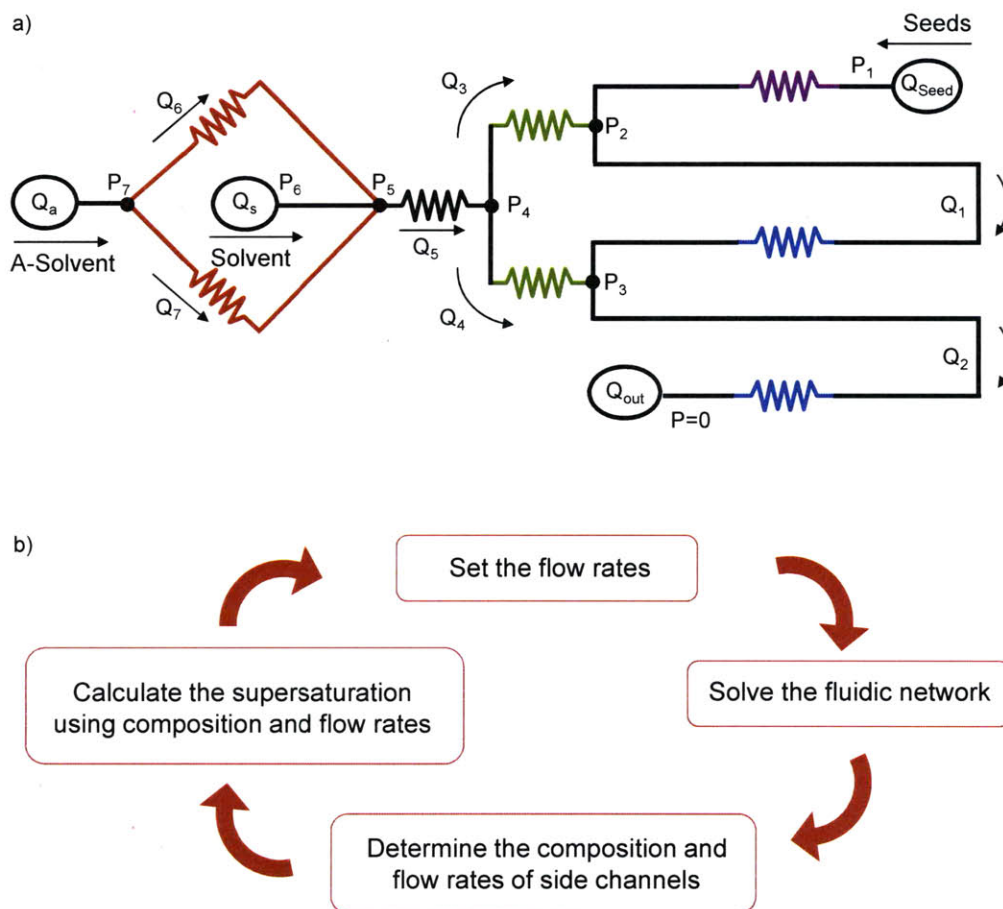 a)
Seeds
P1
QSeed
Q3
Q6
P2
P7
P6
P5
P4
Qa
Qs
Q5
Q1
A-Solvent
Solvent
P3
Q7
Q4
Q2
Qout
P=0
b)
Set the flow rates
Calculate the supersaturation
using composition and flow rates
Solve the fluidic network
Determine the composition and
flow rates of side channels